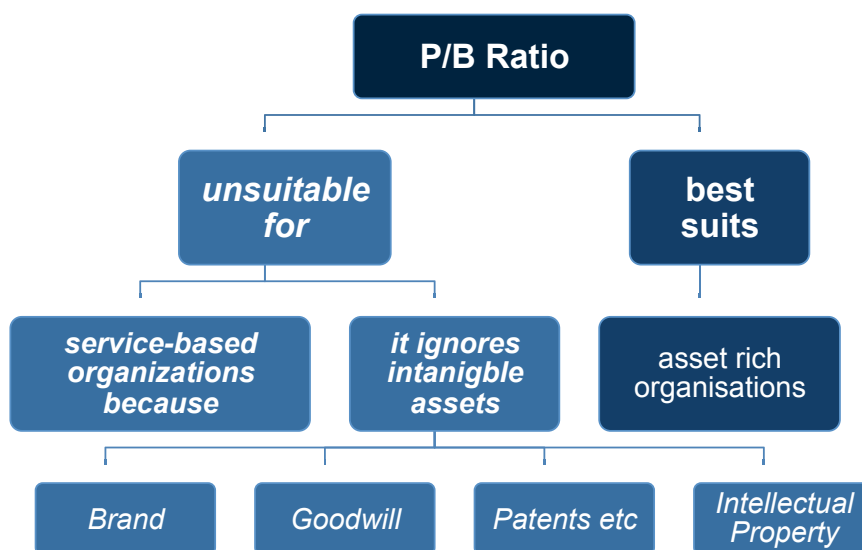 P/B Ratio
unsuitable
for
best
suits
service-based
organizations
because
it ignores
intanigble
assets
asset rich
organisations
Brand
Goodwill
Patents etc
Intellectual
Property